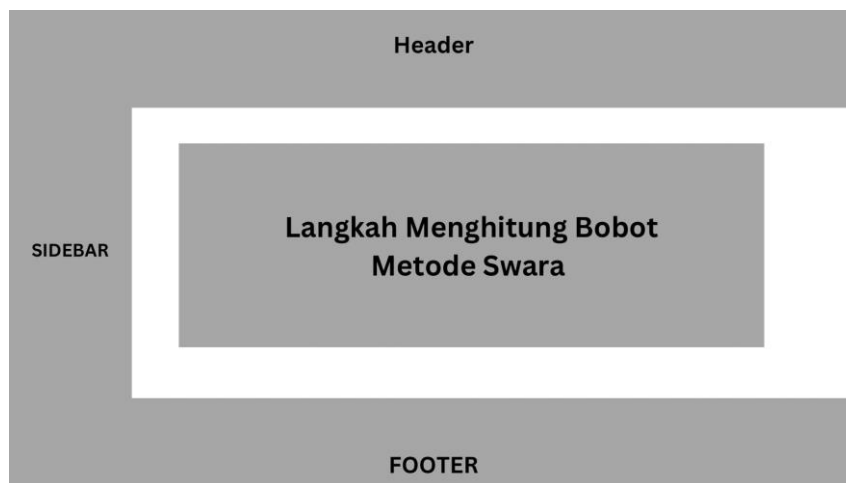 Header
SIDEBAR
Langkah Menghitung Bobot
Metode Swara
FOOTER